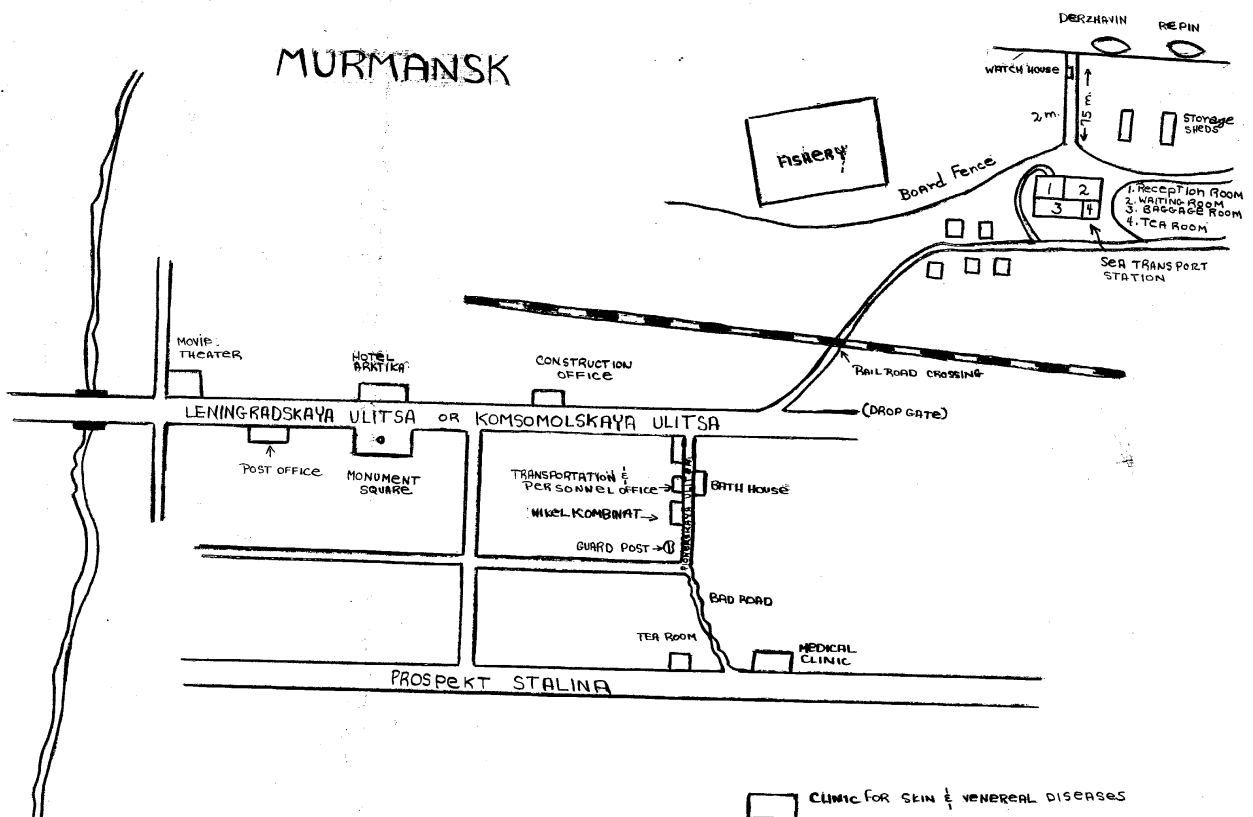 DERZHAVIN
REPIN
MURMANSK
WATCH HOUSE
2 m.
75 m.
STORAGE
SHEDS
FISHERY
BOARD FENCE
1 2
3 4
1. RECEPTION ROOM
2. WAITING ROOM
3. BAGGAGE ROOM
4. TEA ROOM
SEA TRANSPORT
STATION
MOVIE
THEATER
HOTEL
ARKTIKA
CONSTRUCTION
OFFICE
RAILROAD CROSSING
LENINGRADSKAYA ULITSA OR KOMSOMOLSKAYA ULITSA
(DROP GATE)
POST OFFICE
MONUMENT
SQUARE
TRANSPORTATION &
PERSONNEL OFFICE
BATH HOUSE
NIKEL KOMBINAT
GUARD POST
BAD ROAD
TEA ROOM
MEDICAL
CLINIC
PROSPEKT STALINA
CLINIC FOR SKIN & VENEREAL DISEASES